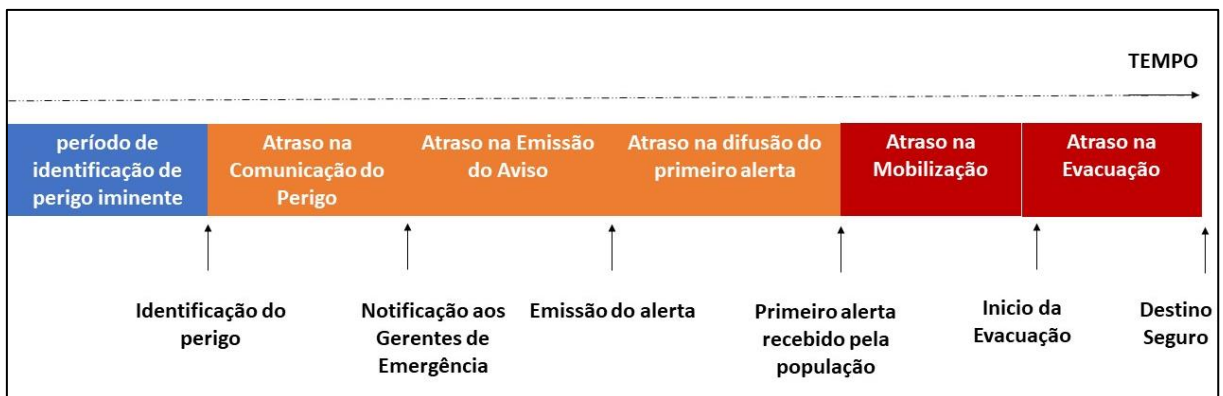 TEMPO
período de
identificação de
perigo iminente
Atraso na
Comunicação do
Perigo
Atraso na Emissão
do Aviso
Atraso na difusão do
primeiro alerta
Atraso na
Mobilização
Atraso na
Evacuação
Identificação do
perigo
Notificação aos
Gerentes de
Emergência
Emissão do alerta
Primeiro alerta
recebido pela
população
Inicio da
Evacuação
Destino
Seguro